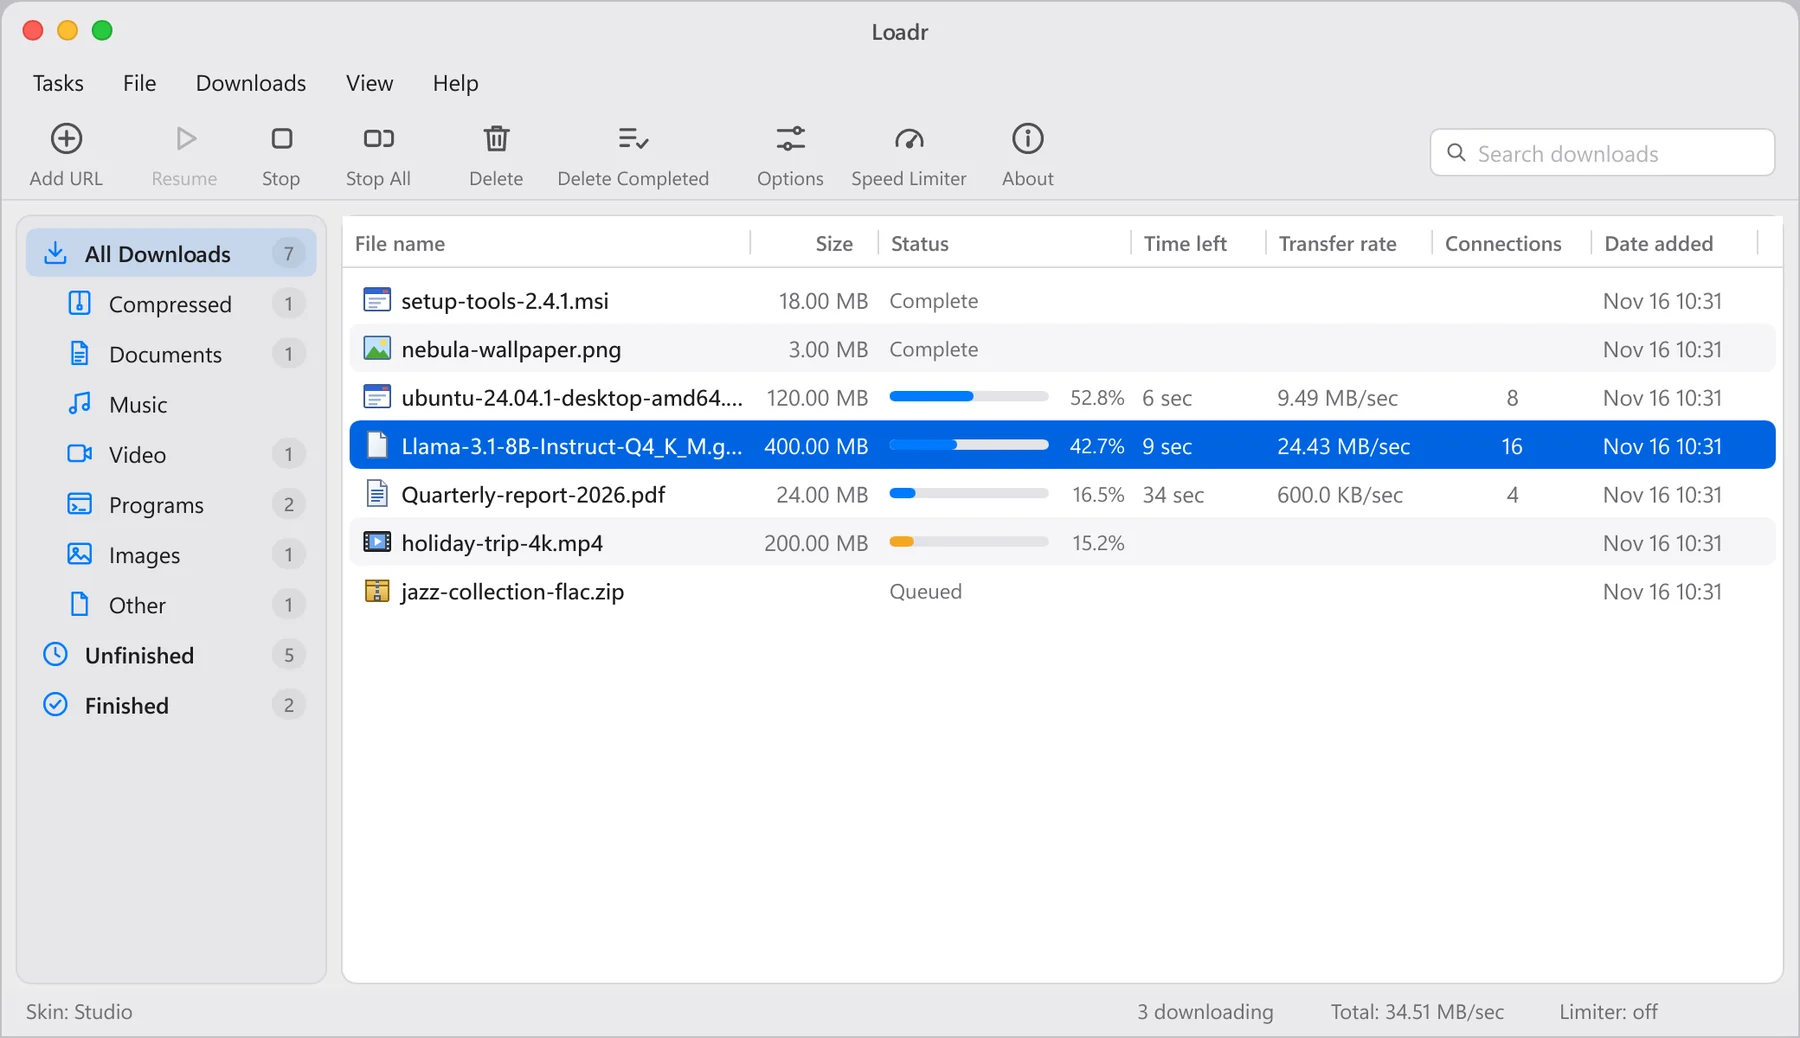 Loadr
Tasks File Downloads View Help
Add URL Resume Stop Stop All Delete Delete Completed Options Speed Limiter About
Search downloads
All Downloads 7
Compressed 1
Documents 1
Music
Video 1
Programs 2
Images 1
Other 1
Unfinished 5
Finished 2
File name Size Status Time left Transfer rate Connections Date added
setup-tools-2.4.1.msi 18.00 MB Complete Nov 16 10:31
nebula-wallpaper.png 3.00 MB Complete Nov 16 10:31
ubuntu-24.04.1-desktop-amd64.... 120.00 MB 52.8% 6 sec 9.49 MB/sec 8 Nov 16 10:31
Llama-3.1-8B-Instruct-Q4_K_M.g... 400.00 MB 42.7% 9 sec 24.43 MB/sec 16 Nov 16 10:31
Quarterly-report-2026.pdf 24.00 MB 16.5% 34 sec 600.0 KB/sec 4 Nov 16 10:31
holiday-trip-4k.mp4 200.00 MB 15.2% Nov 16 10:31
jazz-collection-flac.zip Queued Nov 16 10:31
Skin: Studio 3 downloading Total: 34.51 MB/sec Limiter: off